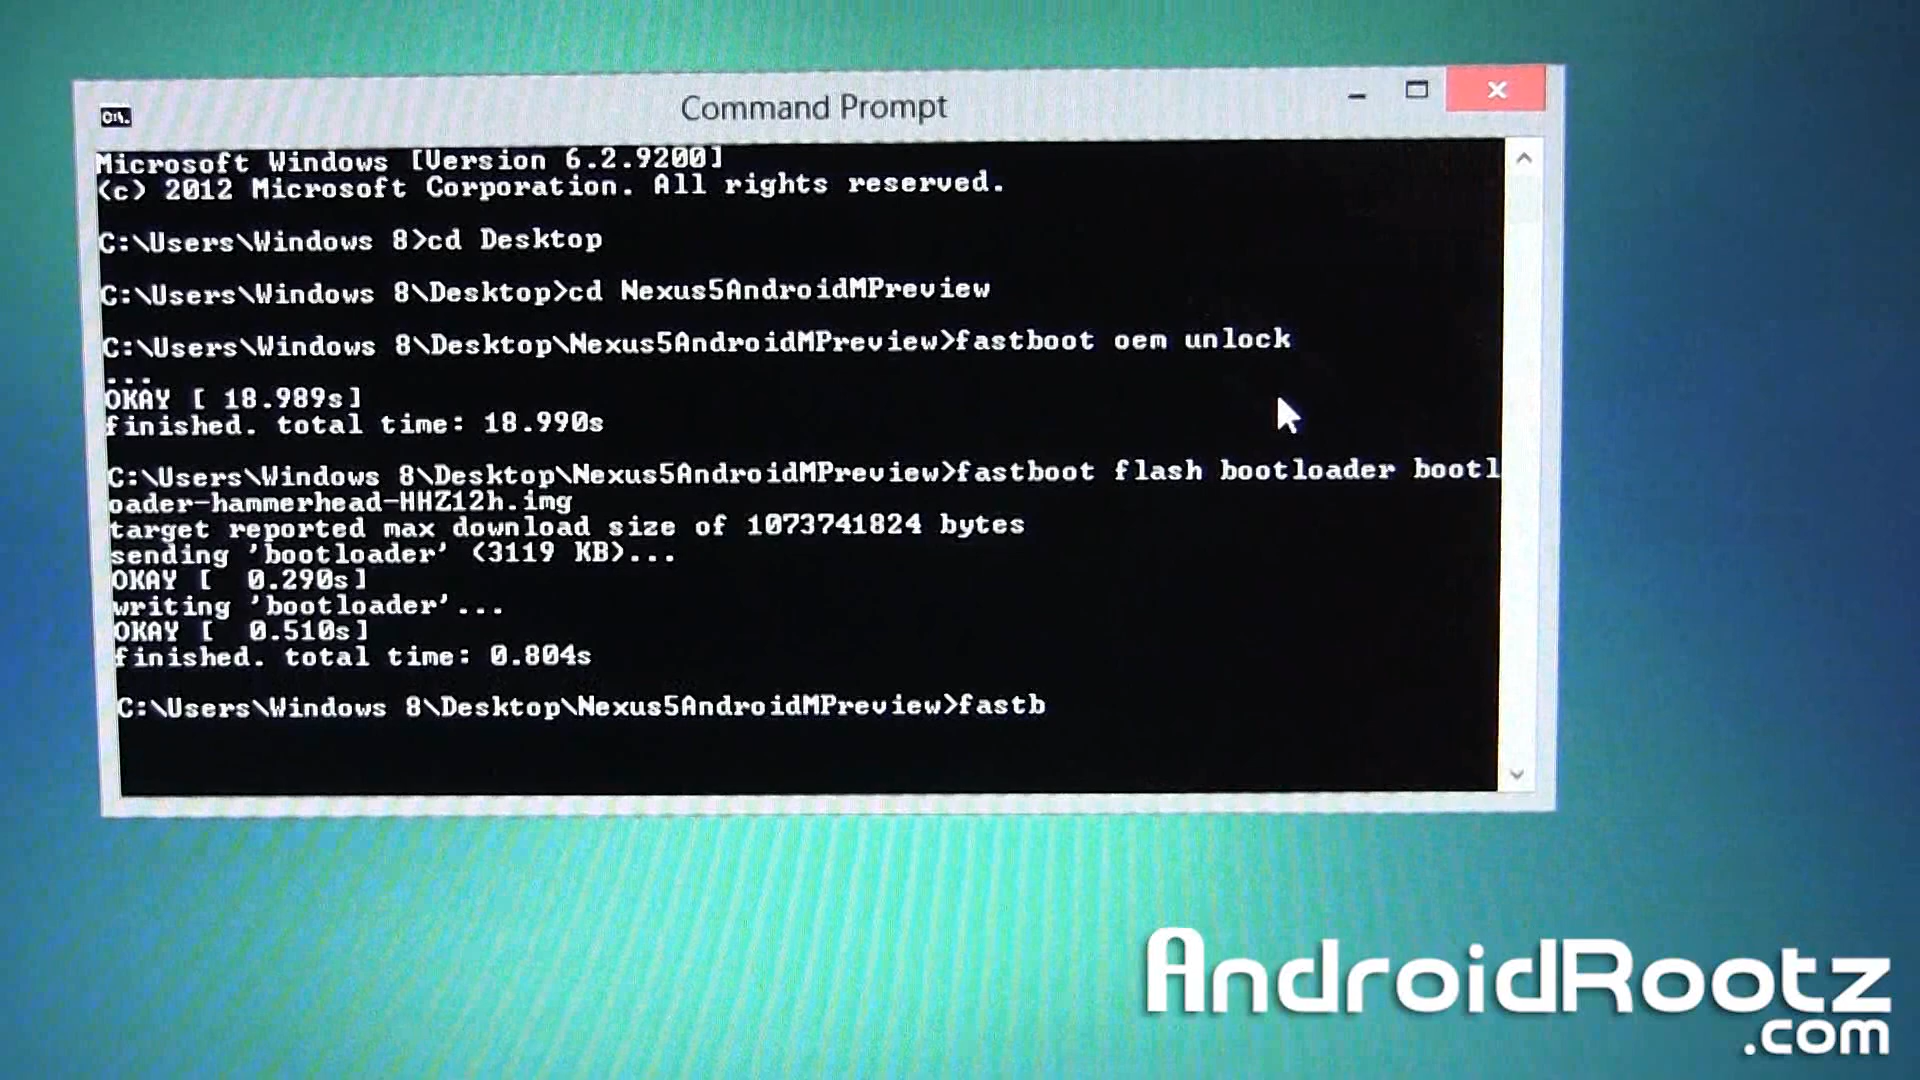 Command Prompt
Microsoft Windows [Version 6.2.9200]
(c) 2012 Microsoft Corporation. All rights reserved.
C:\Users\Windows 8>cd Desktop
C:\Users\Windows 8\Desktop>cd Nexus5AndroidMPreview
C:\Users\Windows 8\Desktop\Nexus5AndroidMPreview>fastboot oem unlock
...
OKAY [ 18.989s]
finished. total time: 18.990s
C:\Users\Windows 8\Desktop\Nexus5AndroidMPreview>fastboot flash bootloader bootl
oader-hammerhead-HHZ12h.img
target reported max download size of 1073741824 bytes
sending 'bootloader' (3119 KB)...
OKAY [  0.290s]
writing 'bootloader'...
OKAY [  0.510s]
finished. total time: 0.804s
C:\Users\Windows 8\Desktop\Nexus5AndroidMPreview>fastb
AndroidRootz
.com